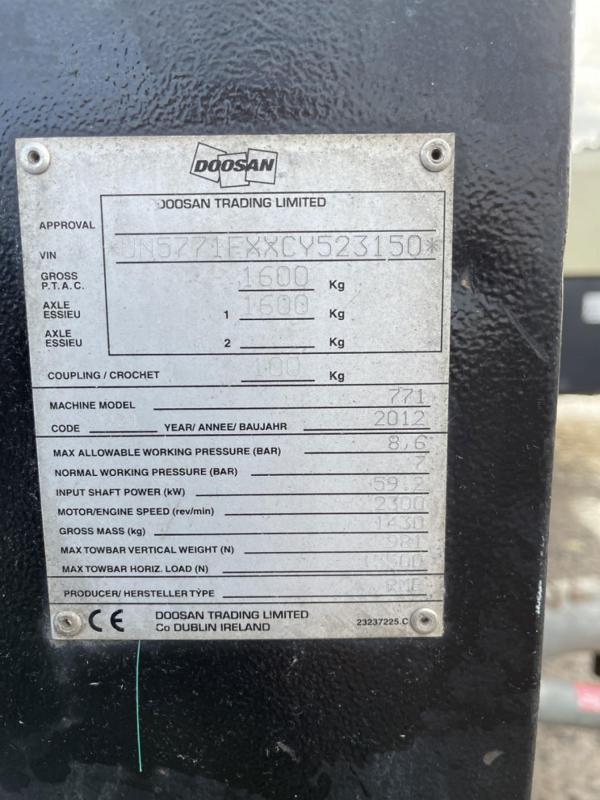 DOOSAN
DOOSAN TRADING LIMITED
APPROVAL
VIN *UN5771FXXCY523150*
GROSS P.T.A.C. 1600 Kg
AXLE ESSIEU 1 1600 Kg
AXLE ESSIEU 2 Kg
COUPLING / CROCHET 100 Kg
MACHINE MODEL 771
CODE YEAR/ ANNEE/ BAUJAHR 2012
MAX ALLOWABLE WORKING PRESSURE (BAR) 8,6
NORMAL WORKING PRESSURE (BAR) 7
INPUT SHAFT POWER (kW) 59.2
MOTOR/ENGINE SPEED (rev/min) 2300
GROSS MASS (kg) 1430
MAX TOWBAR VERTICAL WEIGHT (N) 981
MAX TOWBAR HORIZ. LOAD (N)
PRODUCER/ HERSTELLER TYPE
CE DOOSAN TRADING LIMITED
Co DUBLIN IRELAND 23237225.C